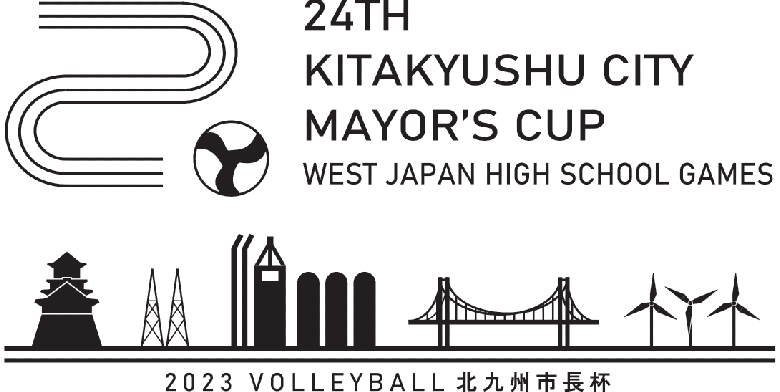 24TH
KITAKYUSHU CITY
MAYOR'S CUP
WEST JAPAN HIGH SCHOOL GAMES
2023 VOLLEYBALL 北九州市長杯